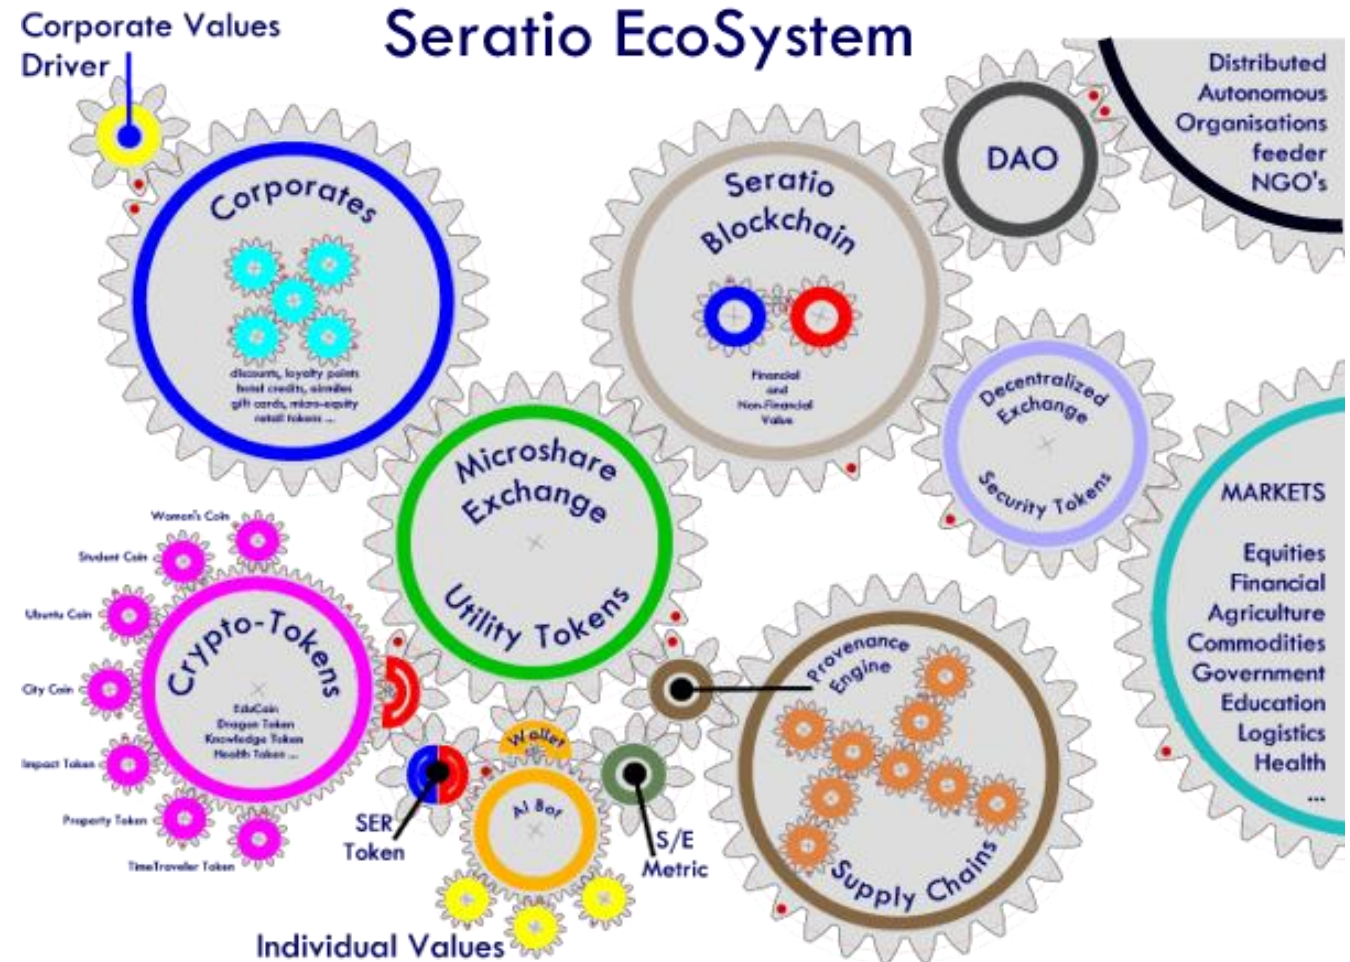 Seratio EcoSystem
Corporate Values
Driver
Corporates
discounts, loyalty points
hotel credits, airmiles
gift cards, micro-equity
retail tokens ...
Seratio
Blockchain
Financial
and
Non-Financial
Value
DAO
Distributed
Autonomous
Organisations
feeder
NGO's
Decentralized
Exchange
Security Tokens
MARKETS
Equities
Financial
Agriculture
Commodities
Government
Education
Logistics
Health
...
Microshare
Exchange
Utility Tokens
Women's Coin
Student Coin
Ubuntu Coin
City Coin
Impact Token
Property Token
TimeTraveler Token
Crypto-Tokens
EduCoin
Dragon Token
Knowledge Token
Health Token ...
Wallet
AI Bot
SER
Token
S/E
Metric
Individual Values
Provenance
Engine
Supply Chains